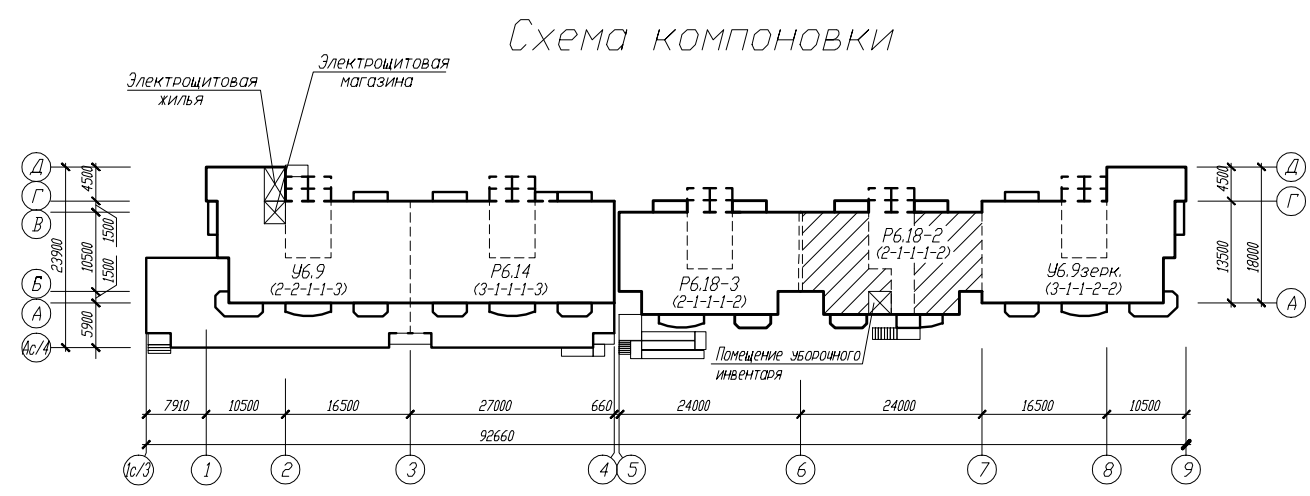 Схема компоновки
Электрощитовая
магазина
Электрощитовая
жилья
Д
Г
В
Б
А
Ас/4
23900
4500
1500
10500
1500
5900
У6.9
(2-2-1-1-3)
Р6.14
(3-1-1-1-3)
Р6.18-3
(2-1-1-1-2)
Р6.18-2
(2-1-1-1-2)
У6.9зерк.
(3-1-1-2-2)
Помещение уборочного
инвентаря
4500
13500
18000
Д
Г
А
7910 10500 16500 27000 660 24000 24000 16500 10500
92660
1с/3 1 2 3 4 5 6 7 8 9